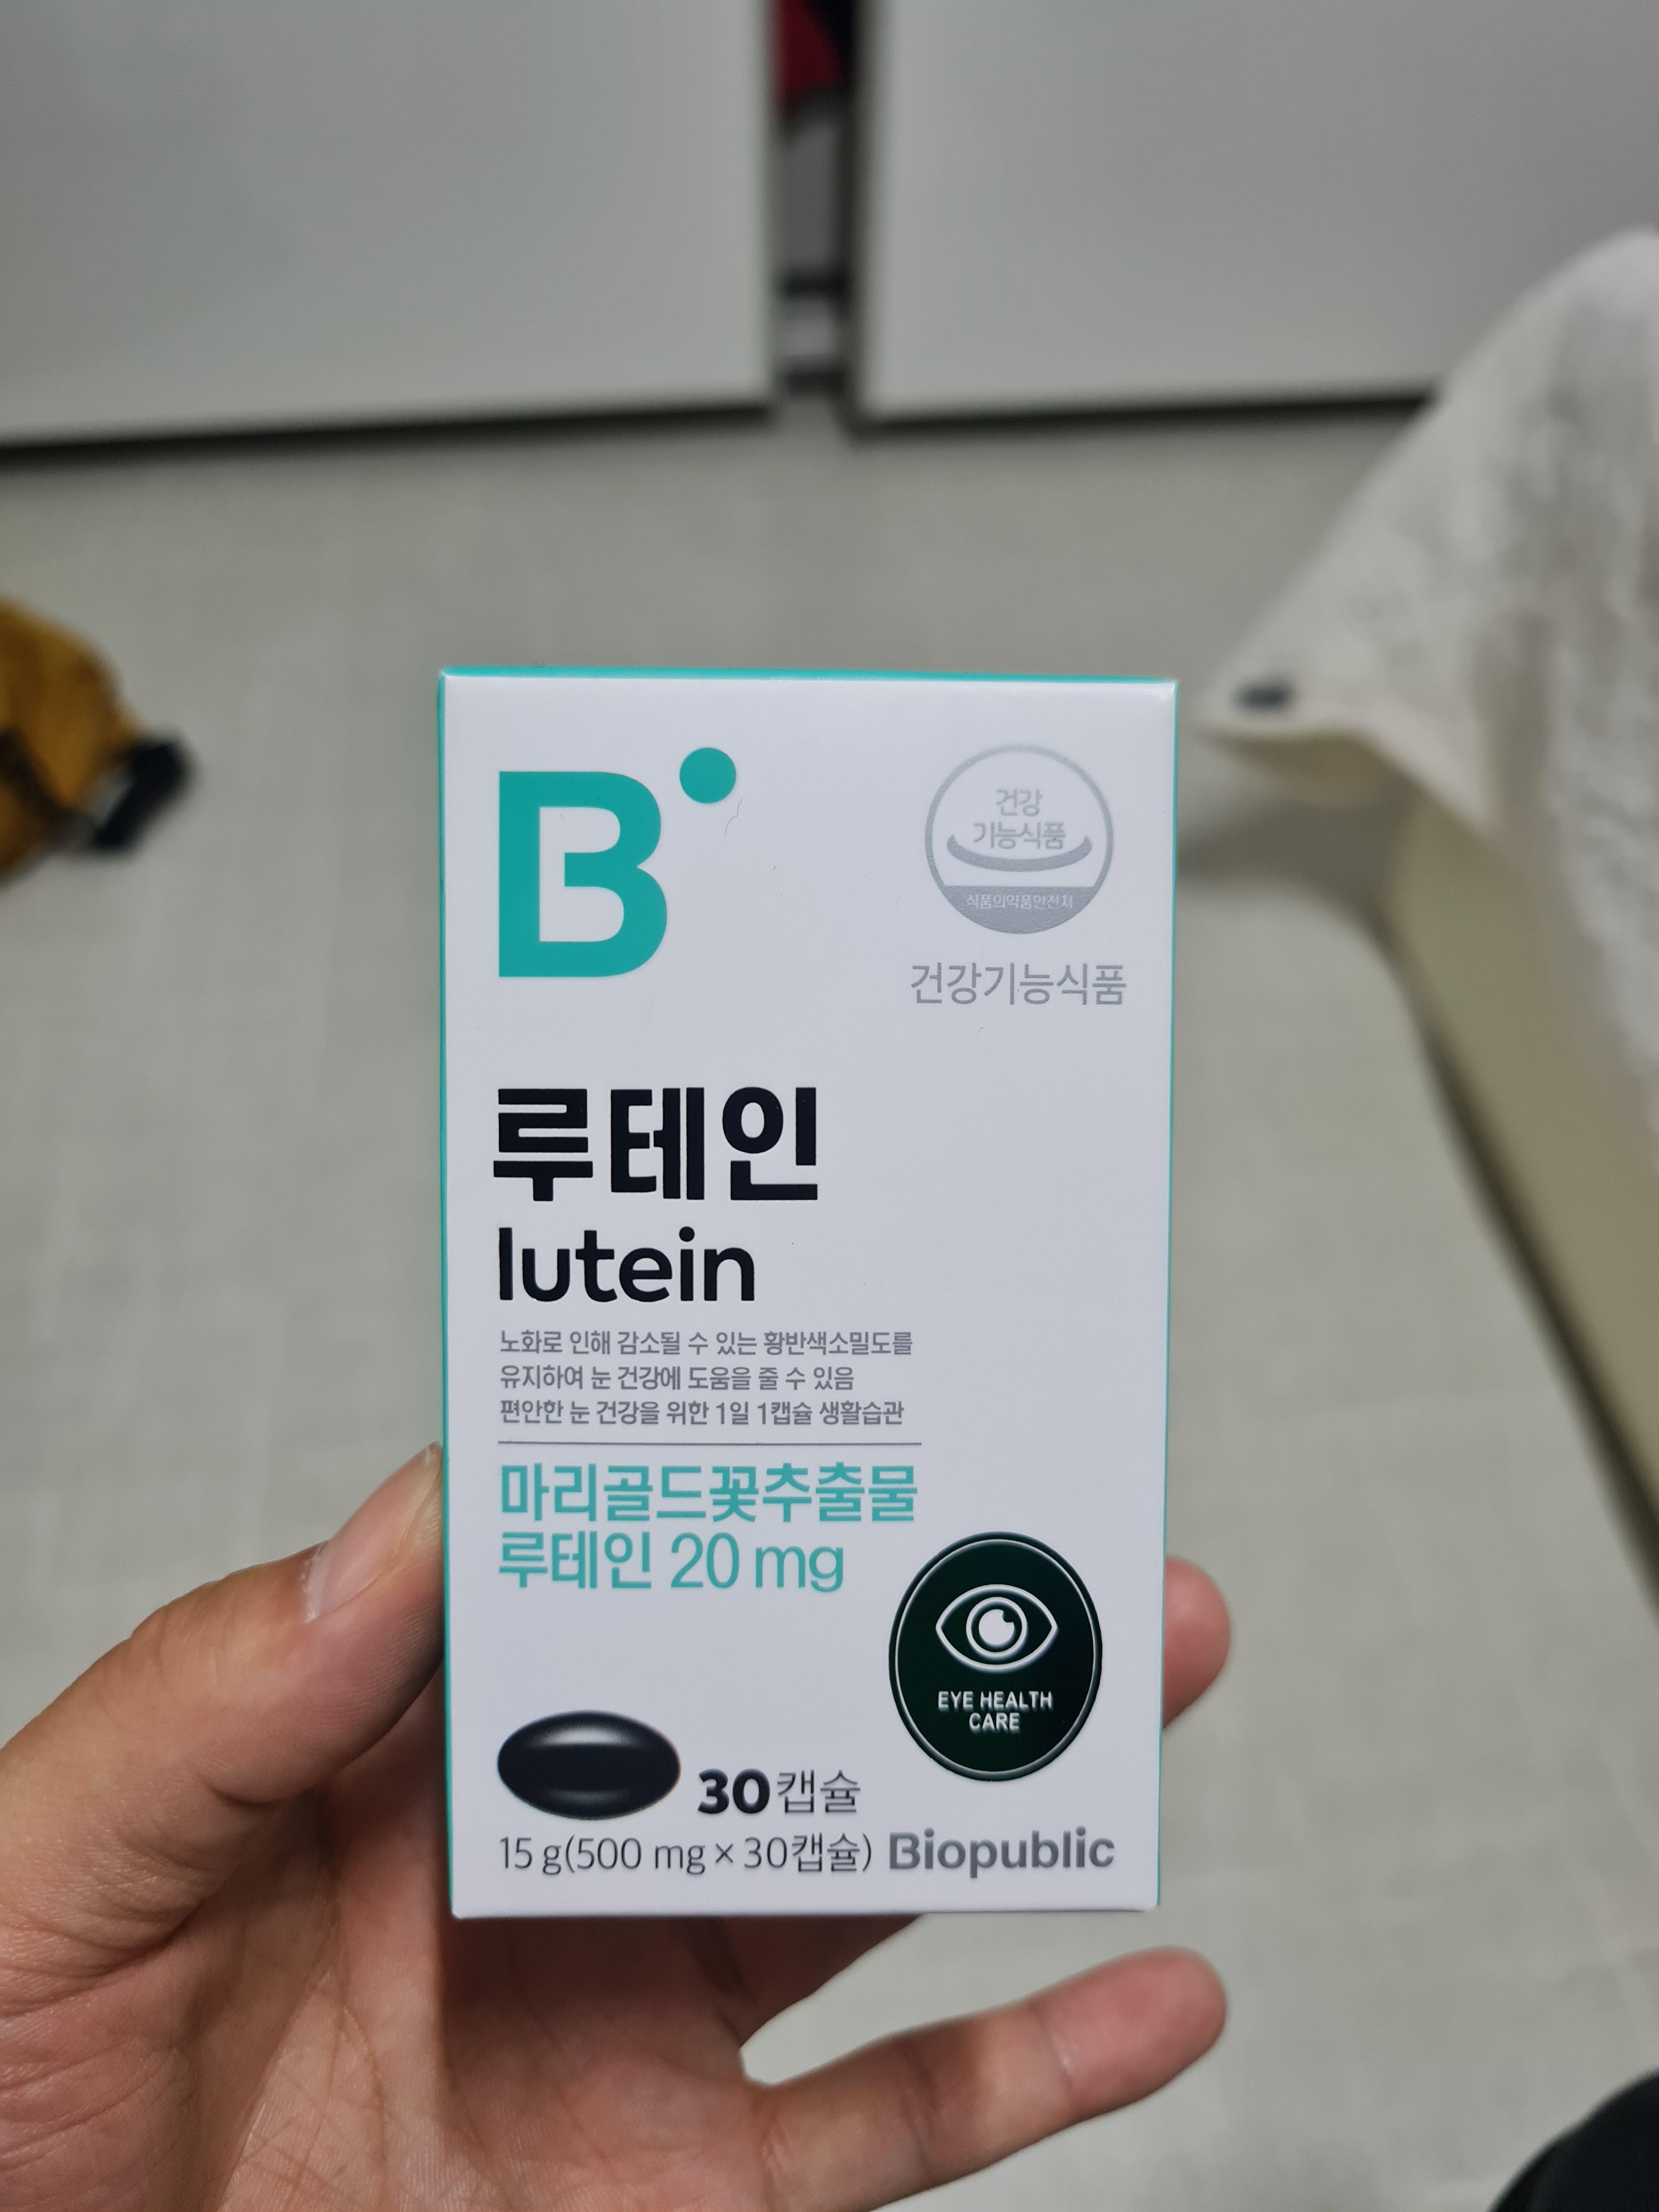 B
건강
기능식품
식품의약품안전처
건강기능식품
루테인
lutein
노화로 인해 감소될 수 있는 황반색소밀도를
유지하여 눈 건강에 도움을 줄 수 있음
편안한 눈 건강을 위한 1일 1캡슐 생활습관
마리골드꽃추출물
루테인 20 mg
EYE HEALTH
CARE
30캡슐
15 g(500 mg × 30캡슐) Biopublic